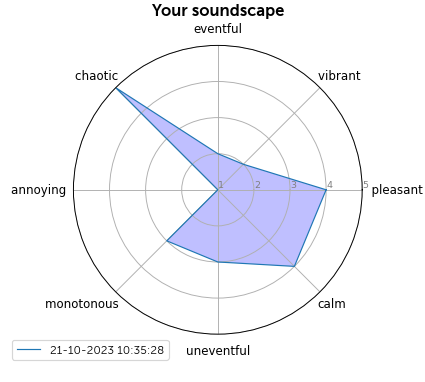 Your soundscape
eventful
chaotic
vibrant
annoying
1
2
3
4
5
pleasant
monotonous
calm
uneventful
21-10-2023 10:35:28